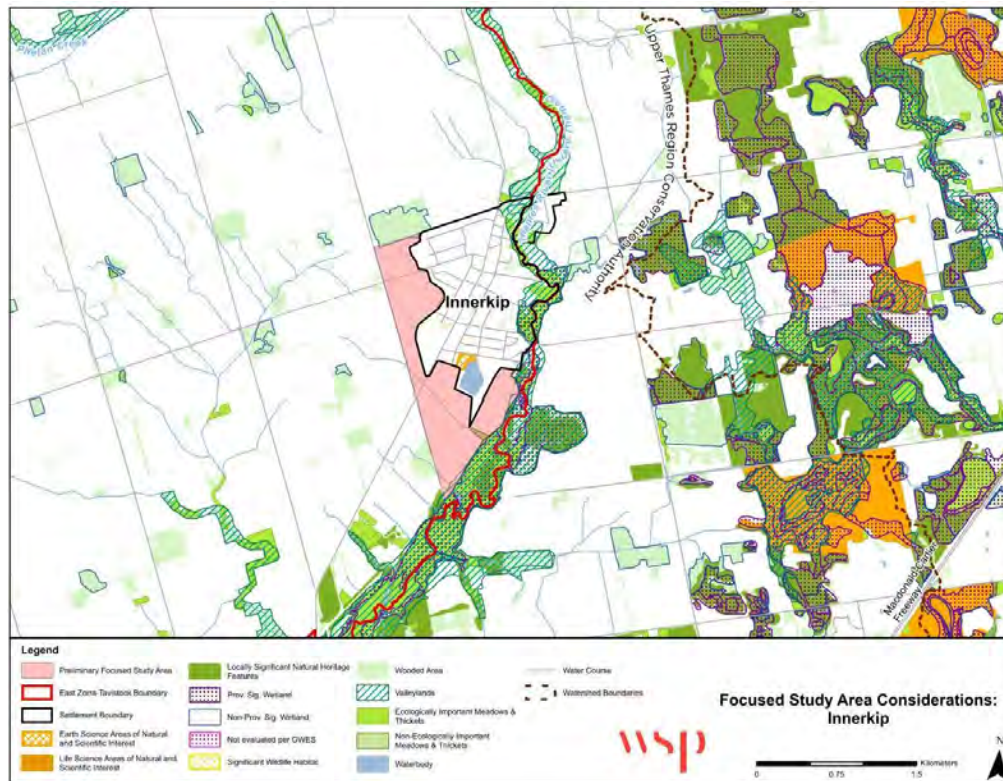 Phelan Creek
Upper Thames Region Conservation Authority
Innerkip
Macdonald-Cartier
Freeway
Legend
Preliminary Focused Study Area
East Zorra Tavistock Boundary
Settlement Boundary
Earth Science Areas of Natural
and Scientific Interest
Life Science Areas of Natural and
Scientific Interest
Locally Significant Natural Heritage
Features
Prov. Sig. Wetland
Non-Prov. Sig. Wetland
Not evaluated per OWES
Significant Wildlife Habitat
Wooded Area
Valleylands
Ecologically Important Meadows &
Thickets
Non-Ecologically Important
Meadows & Thickets
Waterbody
Water Course
Watershed Boundaries
wsp
Focused Study Area Considerations:
Innerkip
N
Kilometers
0 0.75 1.5